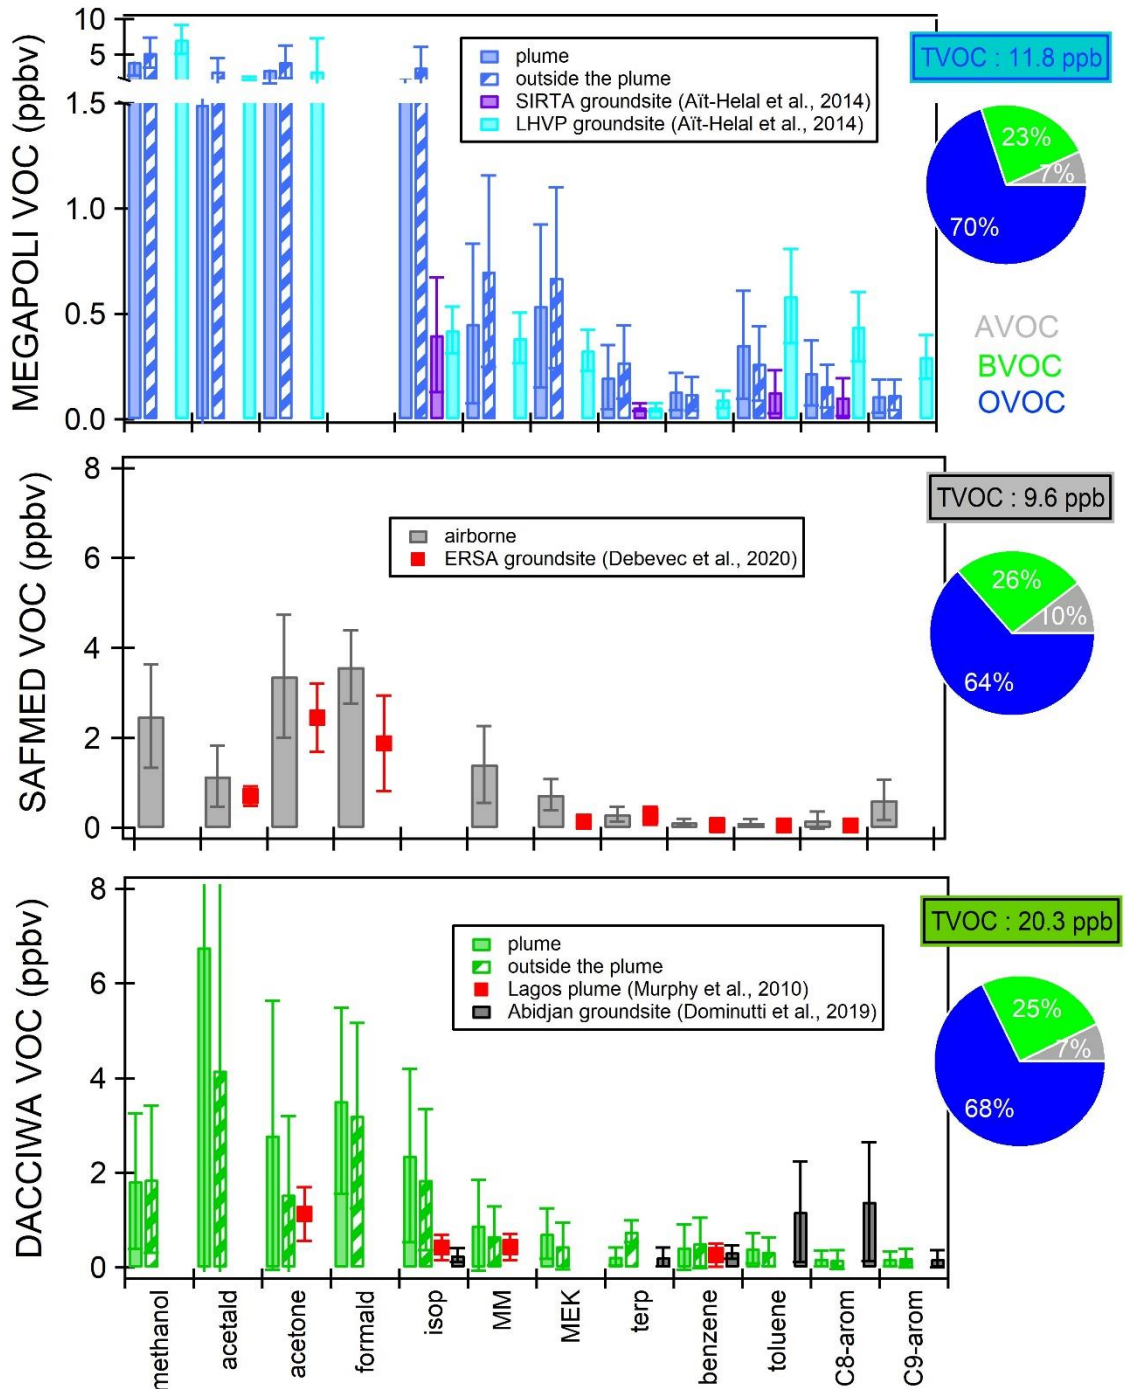 MEGAPOLI VOC (ppbv)
10
5
1.5
1.0
0.5
0.0
plume
outside the plume
SIRTA groundsite (Aït-Helal et al., 2014)
LHVP groundsite (Aït-Helal et al., 2014)
TVOC : 11.8 ppb
23%
7%
70%
AVOC
BVOC
OVOC
SAFMED VOC (ppbv)
8
6
4
2
0
airborne
ERSA groundsite (Debevec et al., 2020)
TVOC : 9.6 ppb
26%
10%
64%
DACCIWA VOC (ppbv)
8
6
4
2
0
plume
outside the plume
Lagos plume (Murphy et al., 2010)
Abidjan groundsite (Dominutti et al., 2019)
TVOC : 20.3 ppb
25%
7%
68%
methanol
acetald
acetone
formald
isop
MM
MEK
terp
benzene
toluene
C8-arom
C9-arom